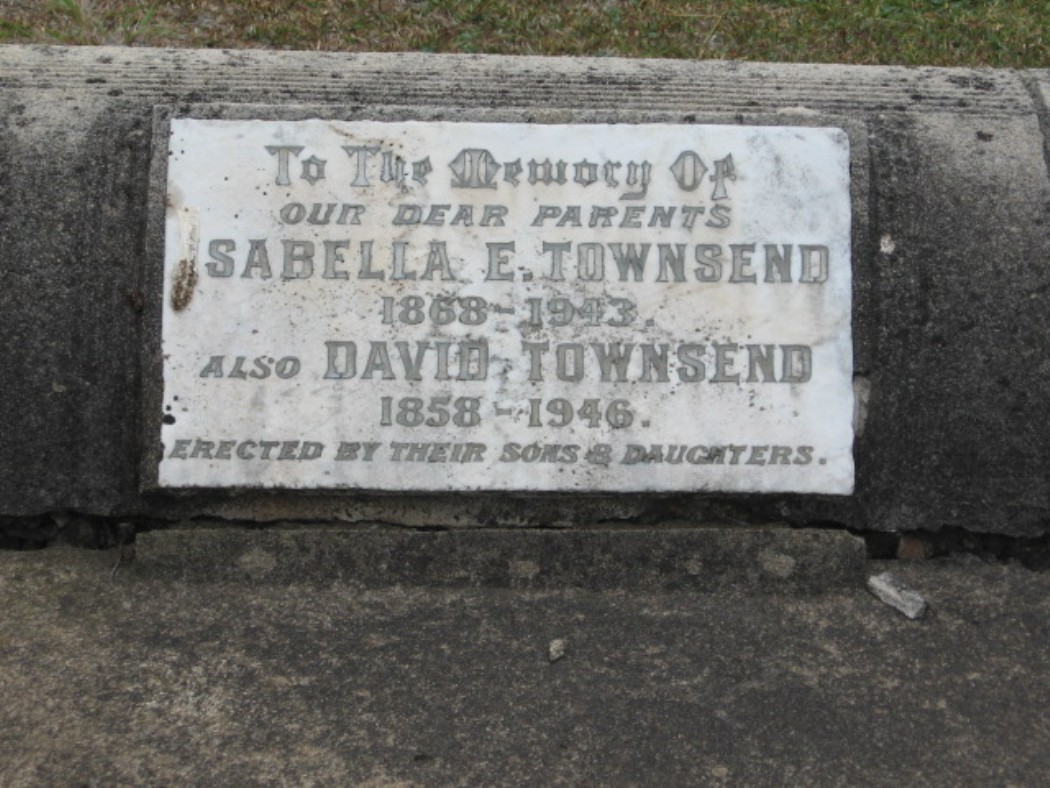 To The Memory Of
OUR DEAR PARENTS
SABELLA E. TOWNSEND
1868 - 1943.
ALSO DAVID TOWNSEND
1858 - 1946.
ERECTED BY THEIR SONS & DAUGHTERS.